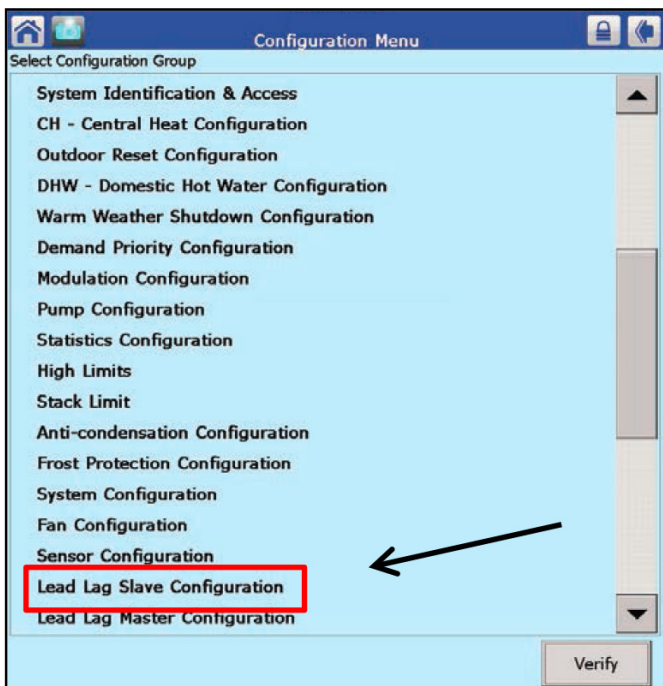 Configuration Menu
Select Configuration Group
System Identification & Access
CH - Central Heat Configuration
Outdoor Reset Configuration
DHW - Domestic Hot Water Configuration
Warm Weather Shutdown Configuration
Demand Priority Configuration
Modulation Configuration
Pump Configuration
Statistics Configuration
High Limits
Stack Limit
Anti-condensation Configuration
Frost Protection Configuration
System Configuration
Fan Configuration
Sensor Configuration
Lead Lag Slave Configuration
Lead Lag Master Configuration
Verify